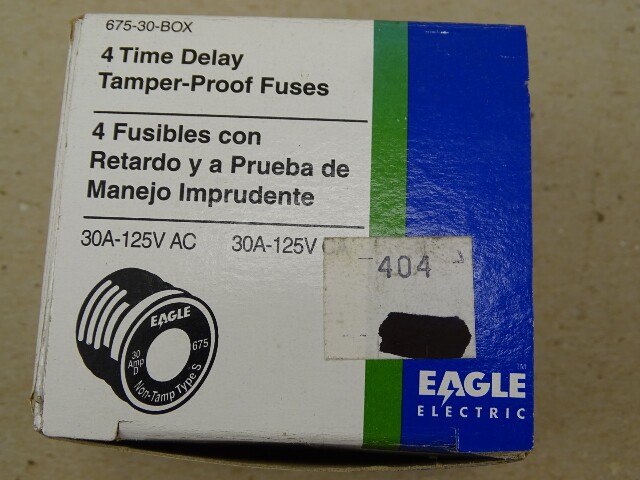 675-30-BOX
4 Time Delay
Tamper-Proof Fuses
4 Fusibles con
Retardo y a Prueba de
Manejo Imprudente
30A-125V AC 30A-125V
404
EAGLE
675
30
Amp
D
Non-Tamp Type S
EAGLE
TM
ELECTRIC